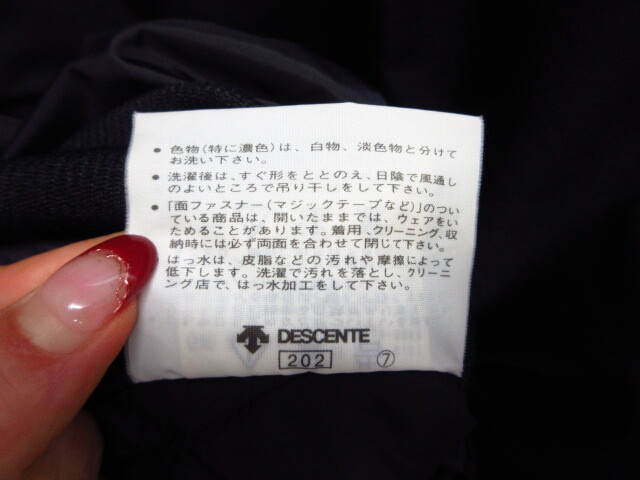 ● 色物(特に濃色)は、白物、淡色物と分けて
お洗い下さい。
● 洗濯後は、すぐ形をととのえ、日陰で風通し
のよいところで吊り干しをして下さい。
● 「面ファスナー(マジックテープなど)」のつい
ている商品は、開いたままでは、ウェアをい
ためることがあります。着用、クリーニング、収
納時には必ず両面を合わせて閉じて下さい。
はっ水は、皮脂などの汚れや摩擦によって
低下します。洗濯で汚れを落とし、クリーニ
ング店で、はっ水加工をして下さい。
DESCENTE
202 ⑦